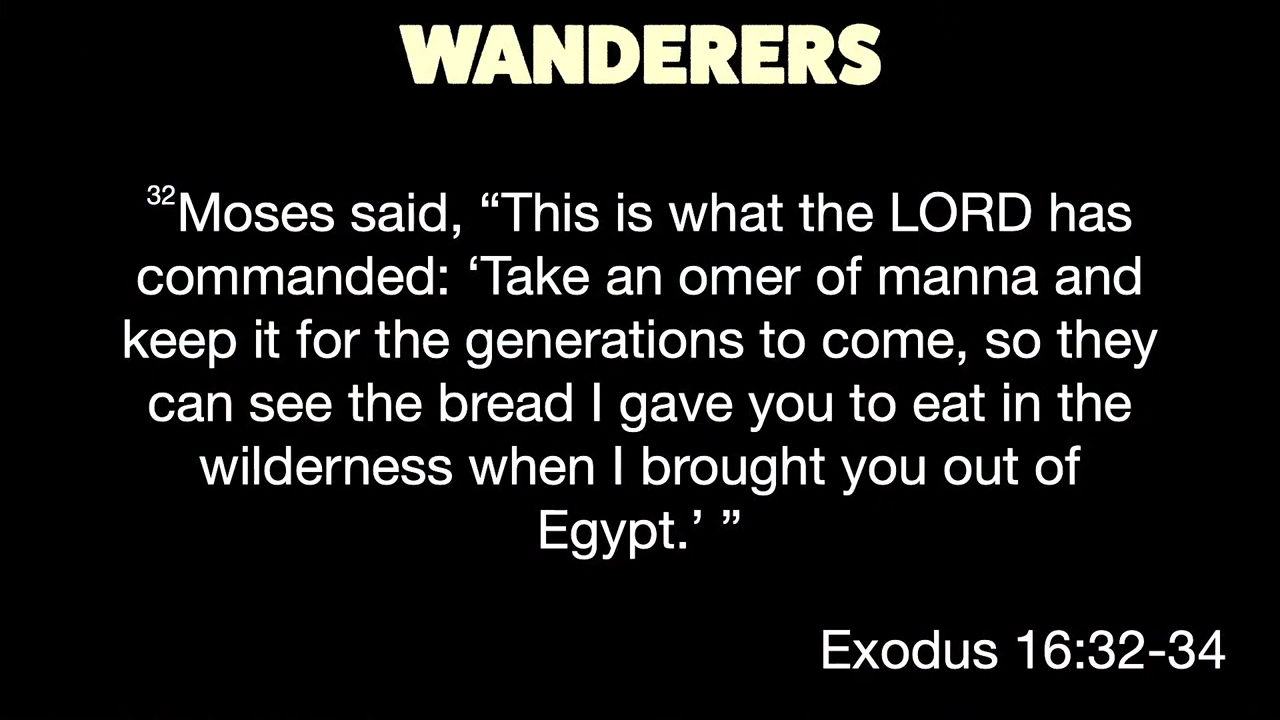 WANDERERS
32Moses said, “This is what the LORD has
commanded: ‘Take an omer of manna and
keep it for the generations to come, so they
can see the bread I gave you to eat in the
wilderness when I brought you out of
Egypt.’ ”
Exodus 16:32-34